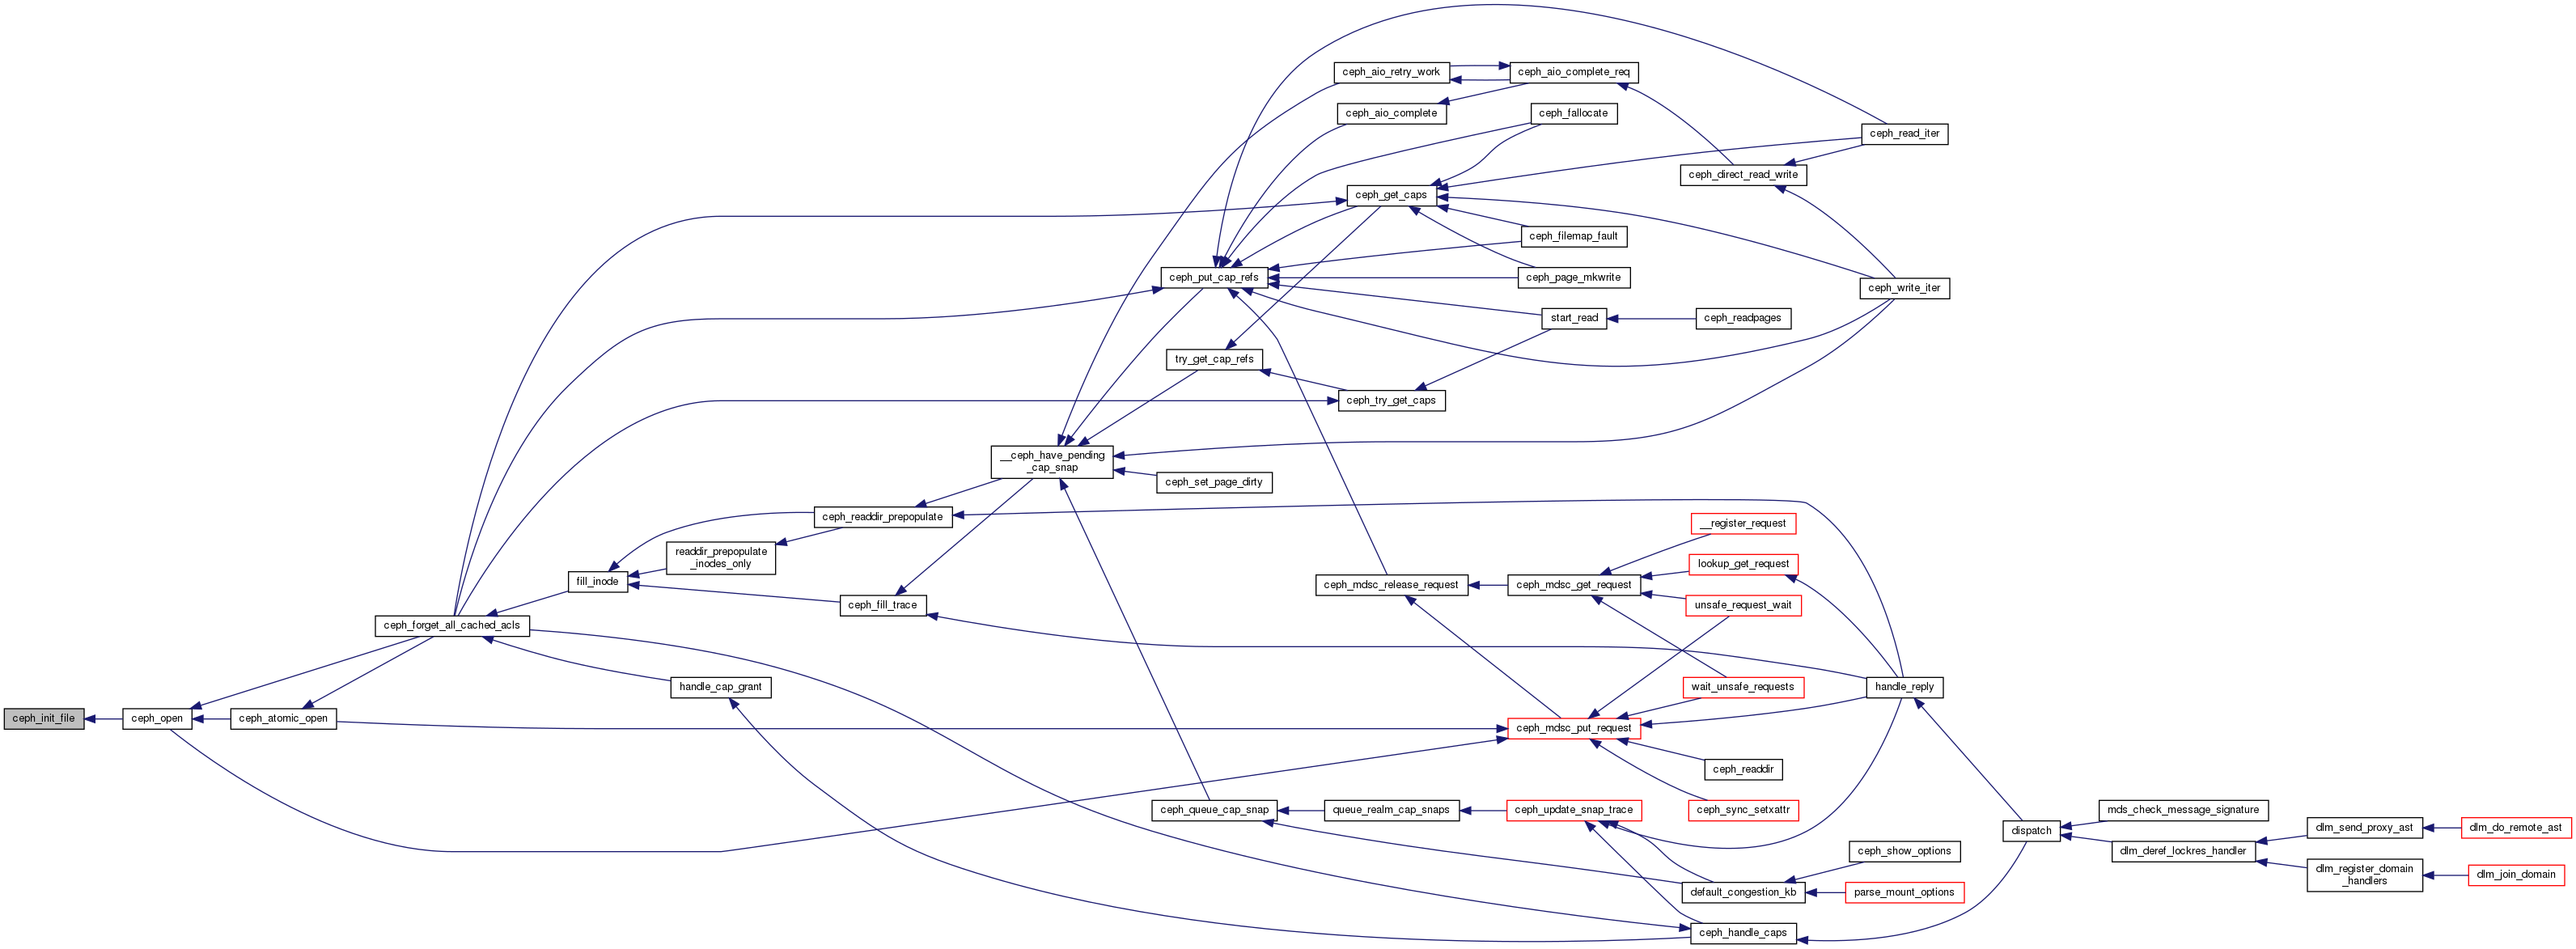 ceph_init_file
ceph_open
ceph_atomic_open
ceph_forget_all_cached_acls
fill_inode
handle_cap_grant
readdir_prepopulate
_inodes_only
ceph_readdir_prepopulate
ceph_fill_trace
__ceph_have_pending
_cap_snap
ceph_put_cap_refs
try_get_cap_refs
ceph_set_page_dirty
ceph_queue_cap_snap
ceph_aio_retry_work
ceph_aio_complete
ceph_get_caps
ceph_try_get_caps
ceph_mdsc_release_request
queue_realm_cap_snaps
ceph_aio_complete_req
ceph_fallocate
ceph_filemap_fault
ceph_page_mkwrite
start_read
ceph_mdsc_get_request
ceph_mdsc_put_request
ceph_update_snap_trace
ceph_direct_read_write
ceph_readpages
__register_request
lookup_get_request
unsafe_request_wait
wait_unsafe_requests
ceph_readdir
ceph_sync_setxattr
default_congestion_kb
ceph_handle_caps
ceph_read_iter
ceph_write_iter
handle_reply
ceph_show_options
parse_mount_options
dispatch
mds_check_message_signature
dlm_deref_lockres_handler
dlm_send_proxy_ast
dlm_register_domain
_handlers
dlm_do_remote_ast
dlm_join_domain